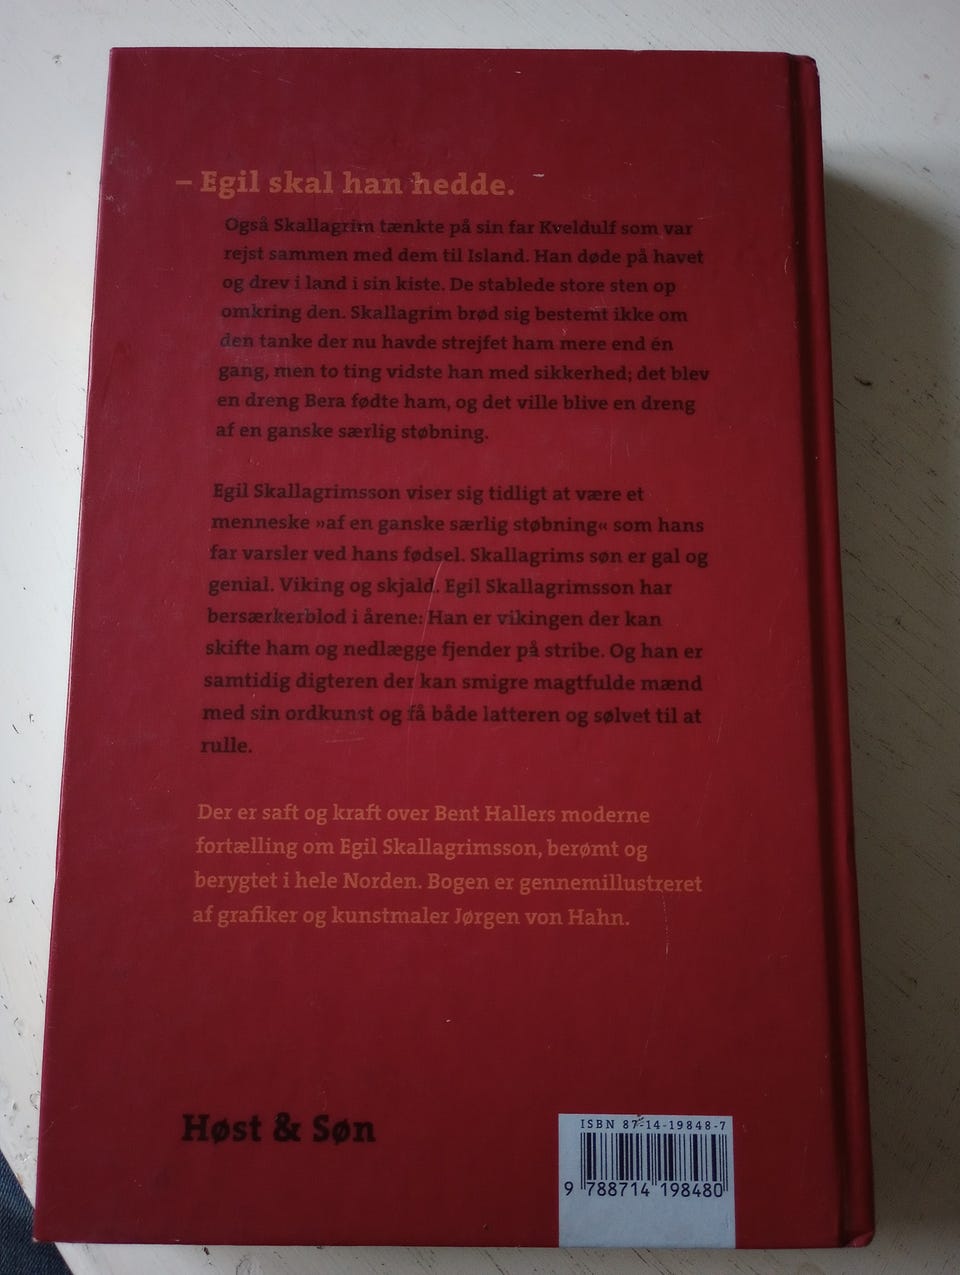 – Egil skal han hedde.
Også Skallagrim tænkte på sin far Kveldulf som var
rejst sammen med dem til Island. Han døde på havet
og drev i land i sin kiste. De stablede store sten op
omkring den. Skallagrim brød sig bestemt ikke om
den tanke der nu havde strejfet ham mere end én
gang, men to ting vidste han med sikkerhed; det blev
en dreng Bera fødte ham, og det ville blive en dreng
af en ganske særlig støbning.
Egil Skallagrimsson viser sig tidligt at være et
menneske »af en ganske særlig støbning« som hans
far varsler ved hans fødsel. Skallagrims søn er gal og
genial. Viking og skjald. Egil Skallagrimsson har
bersærkerblod i årene: Han er vikingen der kan
skifte ham og nedlægge fjender på stribe. Og han er
samtidig digteren der kan smigre magtfulde mænd
med sin ordkunst og få både latteren og sølvet til at
rulle.
Der er saft og kraft over Bent Hallers moderne
fortælling om Egil Skallagrimsson, berømt og
berygtet i hele Norden. Bogen er gennemillustreret
af grafiker og kunstmaler Jørgen von Hahn.
Høst & Søn
ISBN 87-14-19848-7
9 788714 198480